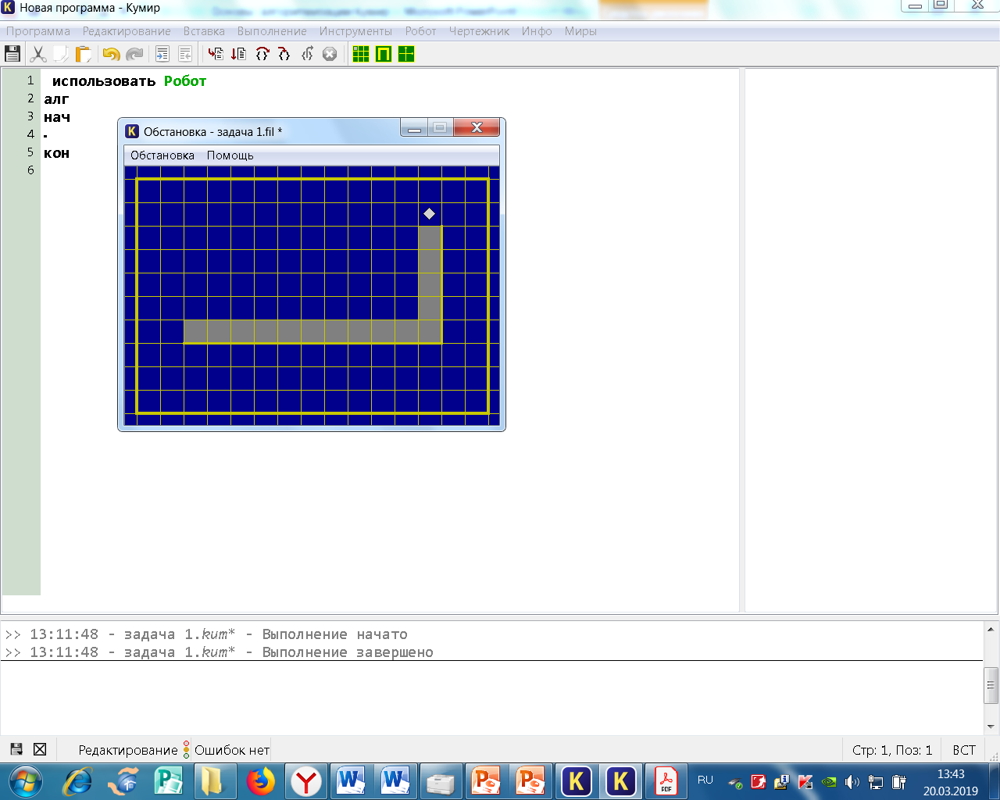 Новая программа - Кумир
Программа Редактирование Вставка Выполнение Инструменты Робот Чертежник Инфо Миры
1 использовать Робот
2 алг
3 нач
4 -
5 кон
6
Обстановка - задача 1.fil *
Обстановка Помощь
>> 13:11:48 - задача 1.kum* - Выполнение начато
>> 13:11:48 - задача 1.kum* - Выполнение завершено
Редактирование Ошибок нет Стр: 1, Поз: 1 ВСТ
RU 13:43
20.03.2019